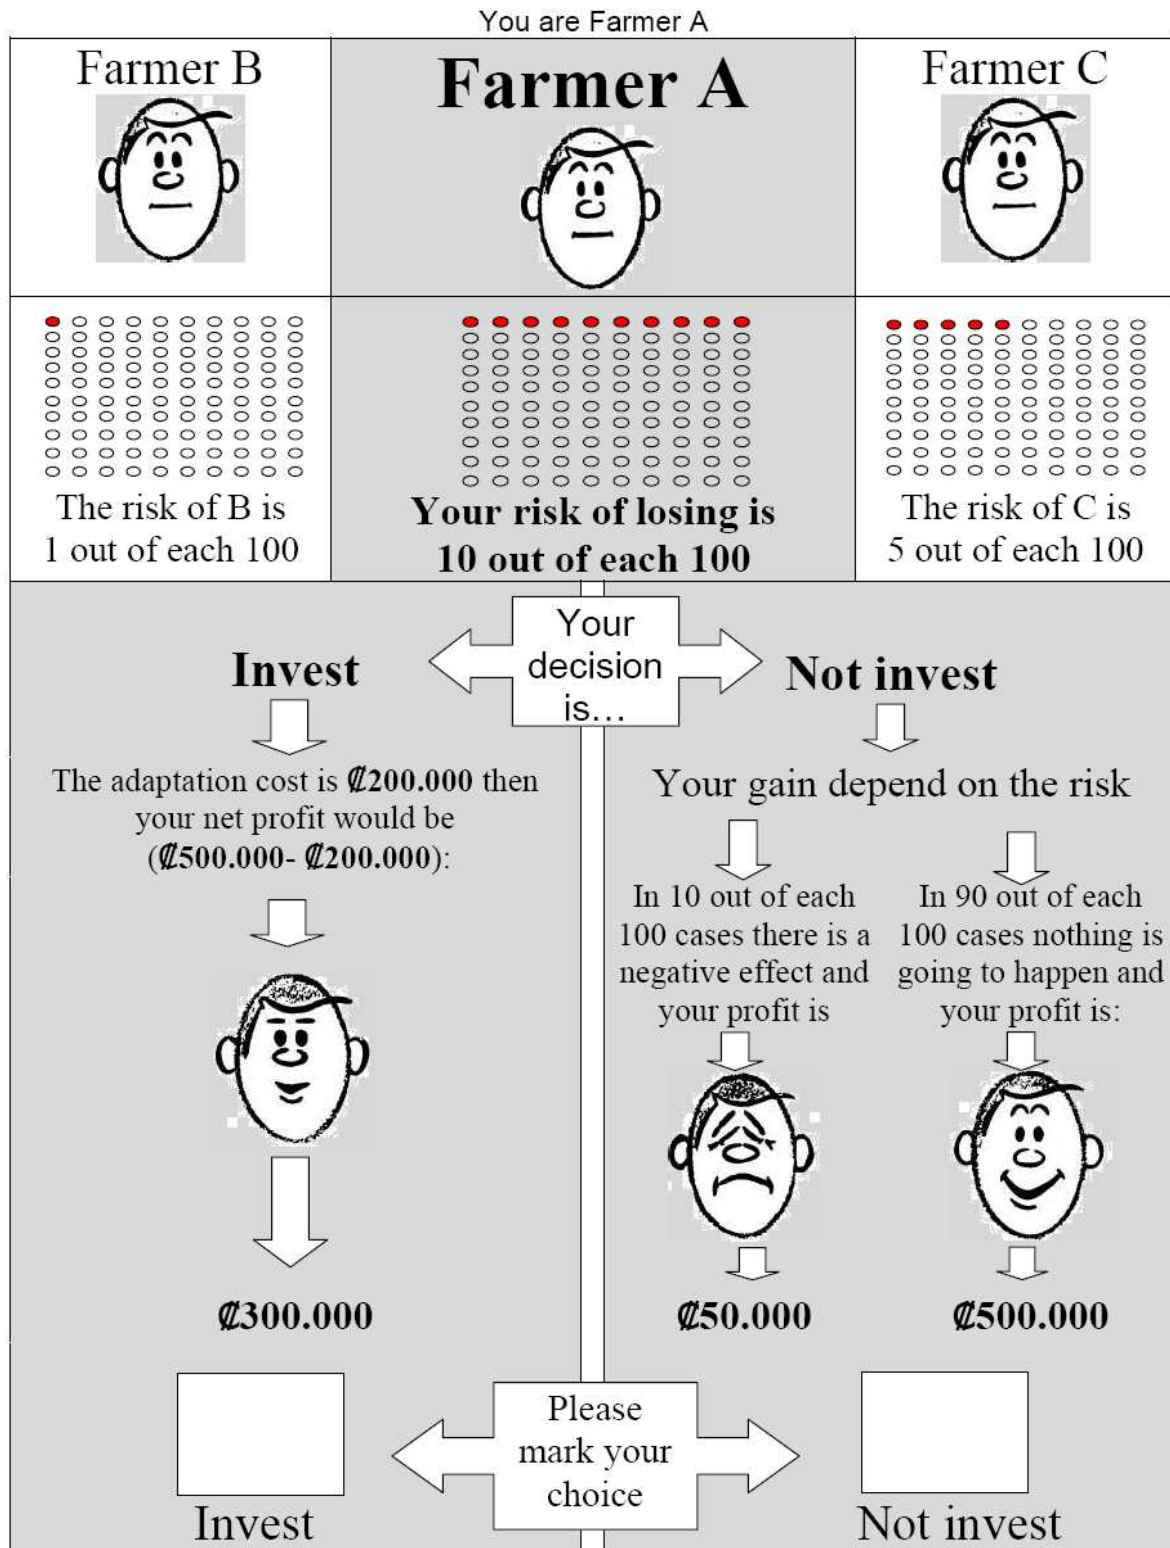 You are Farmer A
Farmer B
Farmer A
Farmer C
The risk of B is
1 out of each 100
Your risk of losing is
10 out of each 100
The risk of C is
5 out of each 100
Your
decision
is...
Invest
The adaptation cost is ₡200.000 then
your net profit would be
(₡500.000- ₡200.000):
₡300.000
Not invest
Your gain depend on the risk
In 10 out of each
100 cases there is a
negative effect and
your profit is
₡50.000
In 90 out of each
100 cases nothing is
going to happen and
your profit is:
₡500.000
Please
mark your
choice
Invest
Not invest